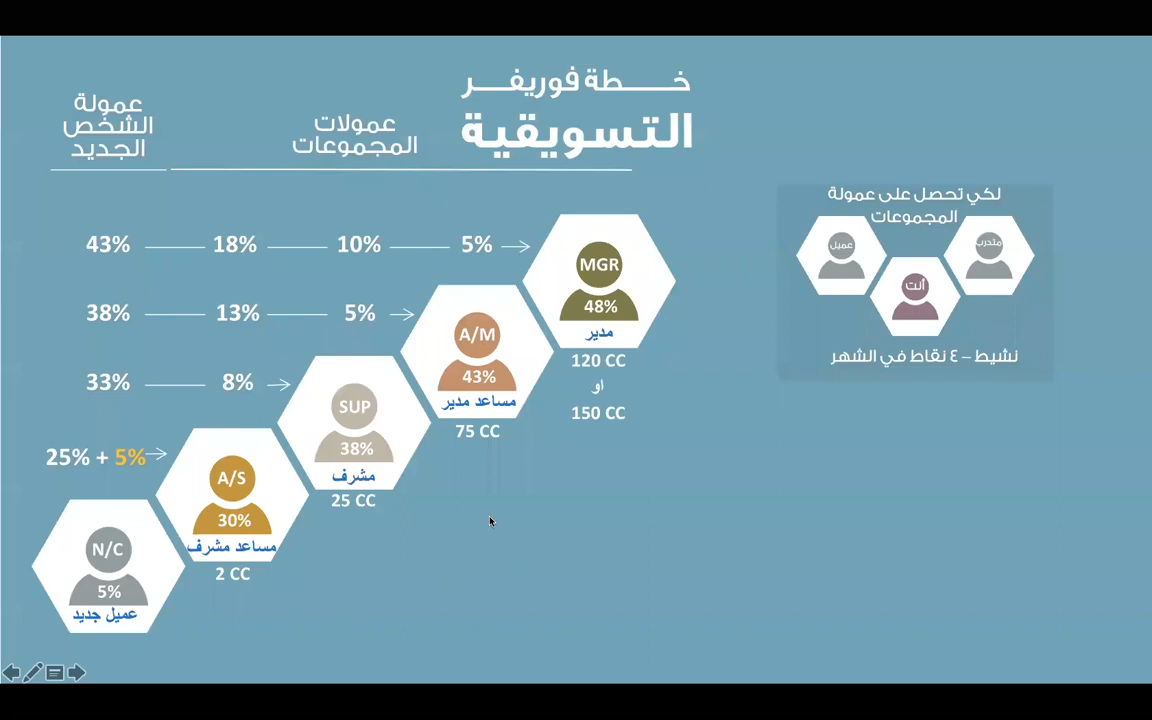 خطة فوريفر
التسويقية
عمولة
الشخص
الجديد
عمولات
المجموعات
لكي تحصل على عمولة
المجموعات
عميل
متدرب
أنت
نشيط – ٤ نقاط في الشهر
43% 18% 10% 5%
MGR
48%
مدير
120 CC
او
150 CC
38% 13% 5%
A/M
43%
مساعد مدير
75 CC
33% 8%
SUP
38%
مشرف
25 CC
25% + 5%
A/S
30%
مساعد مشرف
2 CC
N/C
5%
عميل جديد